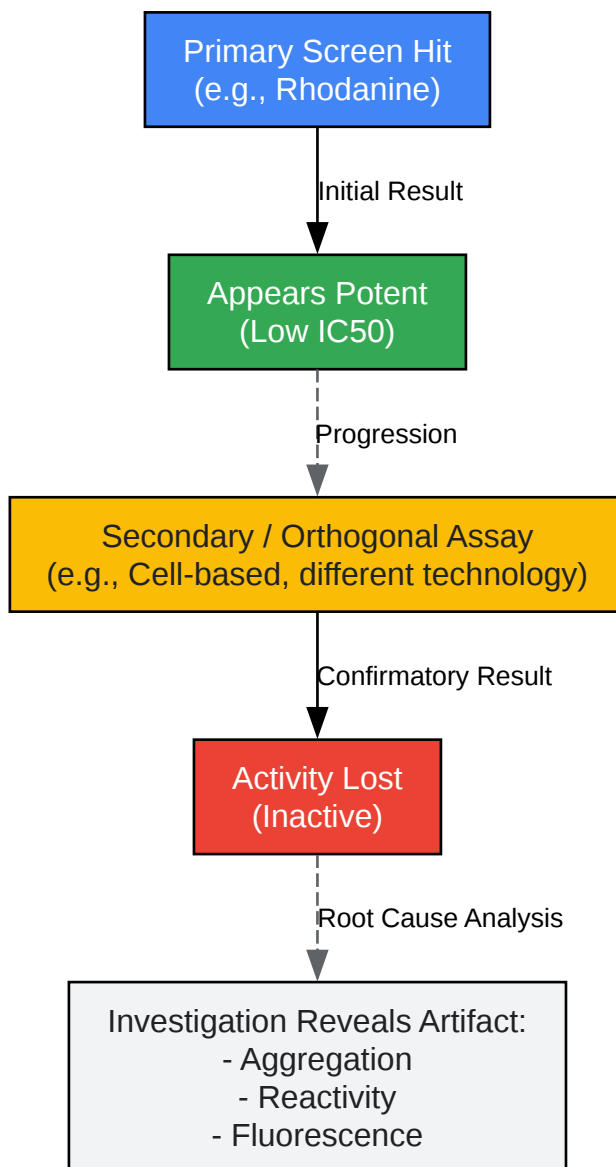 Primary Screen Hit
(e.g., Rhodanine)
Initial Result
Appears Potent
(Low IC50)
Progression
Secondary / Orthogonal Assay
(e.g., Cell-based, different technology)
Confirmatory Result
Activity Lost
(Inactive)
Root Cause Analysis
Investigation Reveals Artifact:
- Aggregation
- Reactivity
- Fluorescence